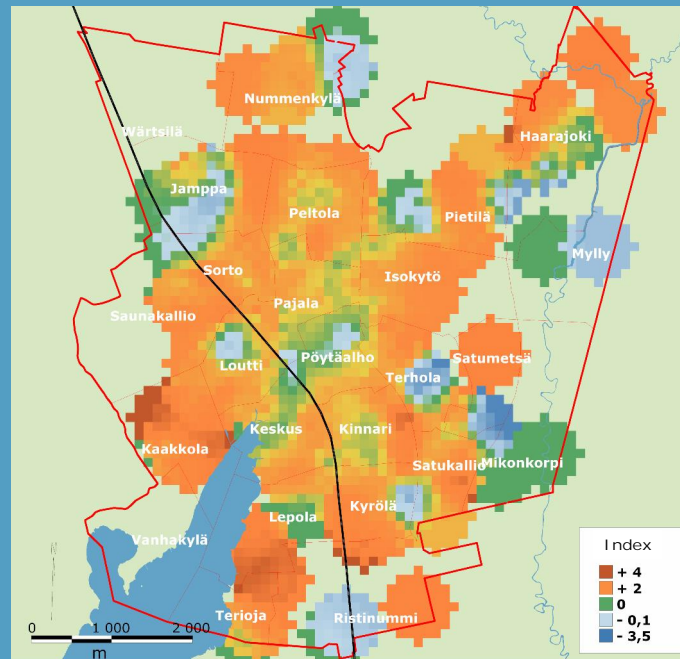 Nummenkylä
Wärtsilä
Haarajoki
Jamppa
Peltola
Pietilä
Mylly
Sorto
Isokytö
Pajala
Saunakallio
Pöytäalho
Satumetsä
Loutti
Terhola
Keskus
Kinnari
Kaakkola
Satukallio
Mikonkorpi
Kyrölä
Lepola
Vanhakylä
Terioja
Ristinummi
Index
+ 4
+ 2
0
- 0,1
- 3,5
0 1 000 2 000
m